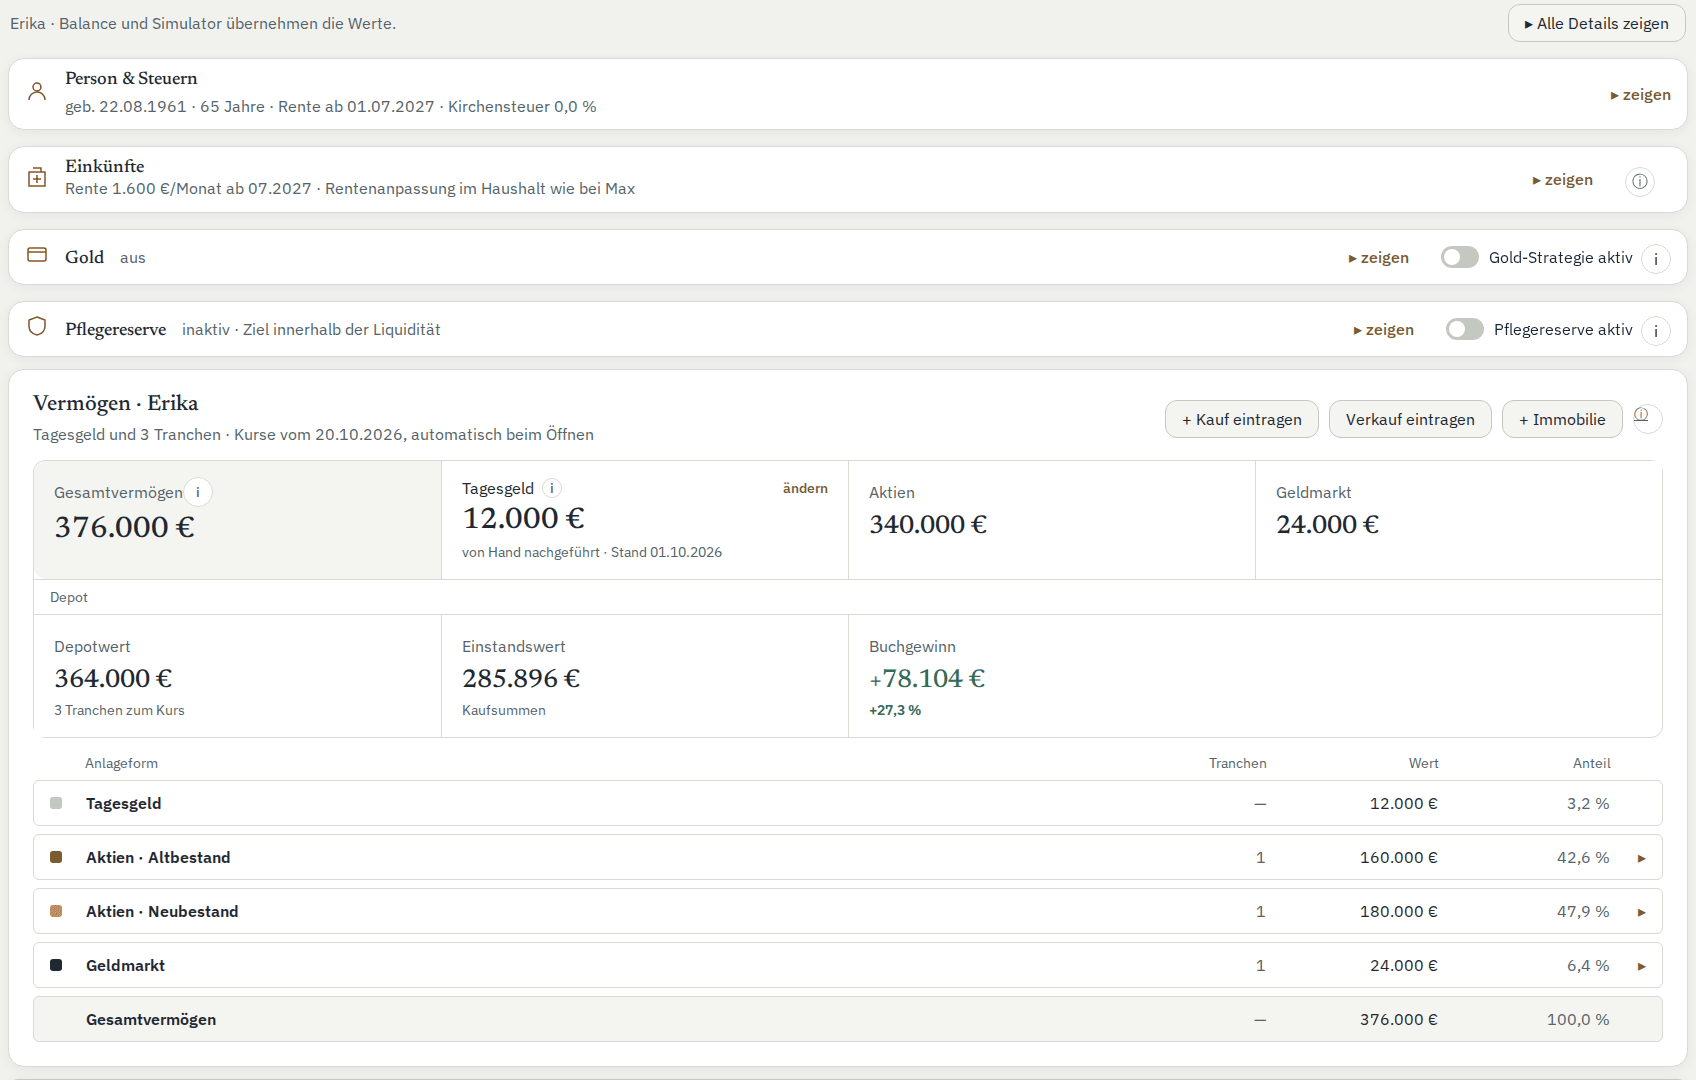 Erika · Balance und Simulator übernehmen die Werte.
▸ Alle Details zeigen
Person & Steuern
geb. 22.08.1961 · 65 Jahre · Rente ab 01.07.2027 · Kirchensteuer 0,0 %
▸ zeigen
Einkünfte
Rente 1.600 €/Monat ab 07.2027 · Rentenanpassung im Haushalt wie bei Max
▸ zeigen ⓘ
Gold aus
▸ zeigen Gold-Strategie aktiv i
Pflegereserve inaktiv · Ziel innerhalb der Liquidität
▸ zeigen Pflegereserve aktiv i
Vermögen · Erika
Tagesgeld und 3 Tranchen · Kurse vom 20.10.2026, automatisch beim Öffnen
+ Kauf eintragen Verkauf eintragen + Immobilie ⓘ
Gesamtvermögen i
376.000 €
Tagesgeld i ändern
12.000 €
von Hand nachgeführt · Stand 01.10.2026
Aktien
340.000 €
Geldmarkt
24.000 €
Depot
Depotwert
364.000 €
3 Tranchen zum Kurs
Einstandswert
285.896 €
Kaufsummen
Buchgewinn
+78.104 €
+27,3 %
Anlageform Tranchen Wert Anteil
Tagesgeld — 12.000 € 3,2 %
Aktien · Altbestand 1 160.000 € 42,6 % ▸
Aktien · Neubestand 1 180.000 € 47,9 % ▸
Geldmarkt 1 24.000 € 6,4 % ▸
Gesamtvermögen — 376.000 € 100,0 %